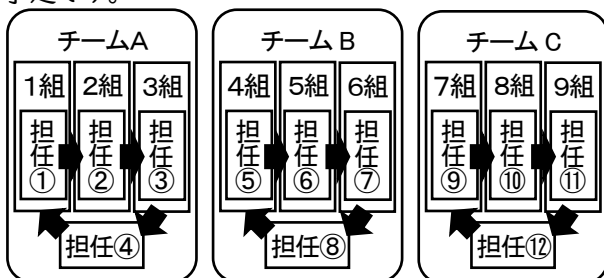 チームA
1組 2組 3組
担任① 担任② 担任③
担任④
チームB
4組 5組 6組
担任⑤ 担任⑥ 担任⑦
担任⑧
チームC
7組 8組 9組
担任⑨ 担任⑩ 担任⑪
担任⑫